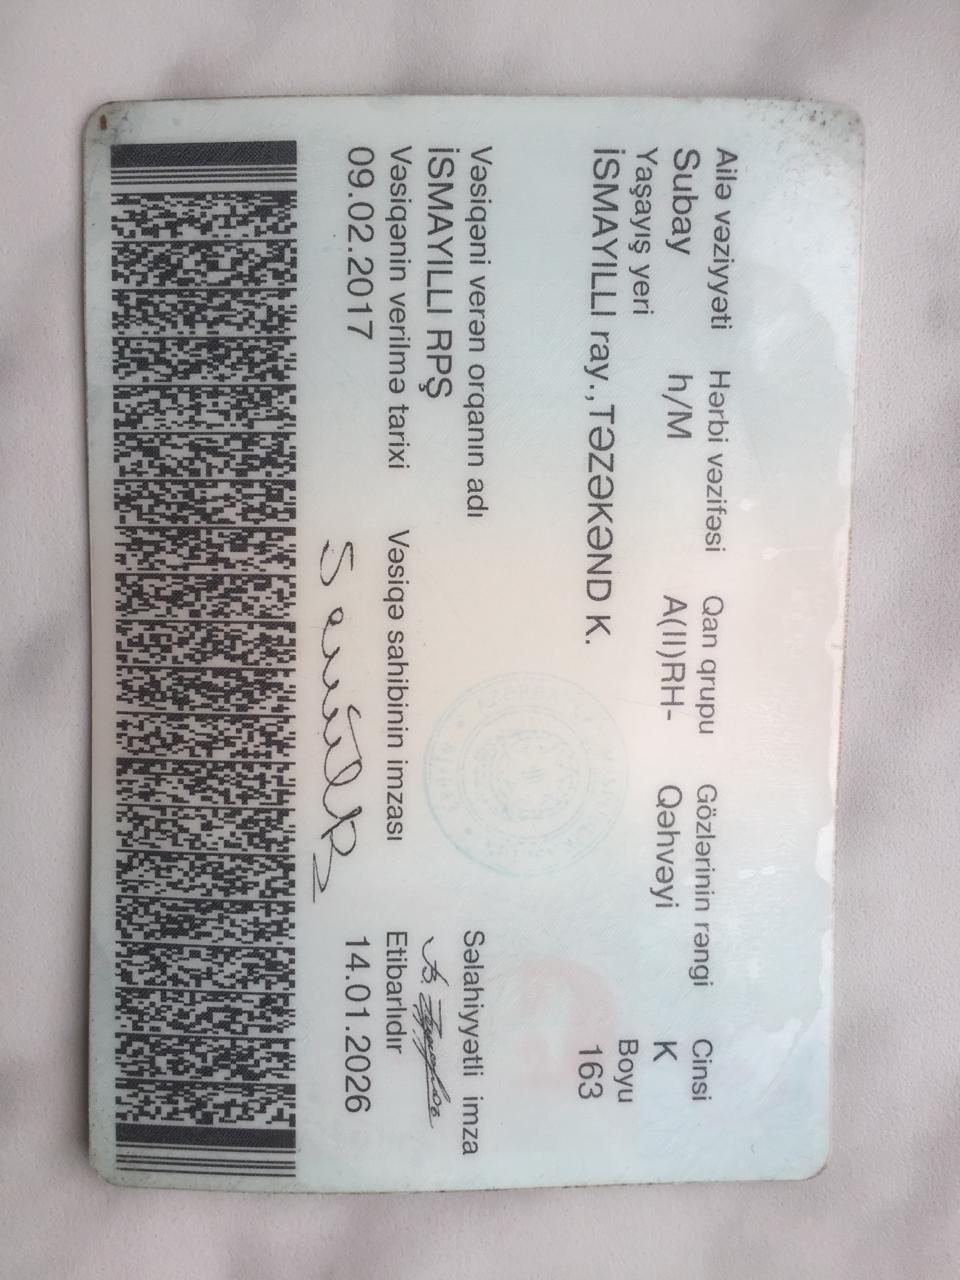 Ailə vəziyyəti Hərbi vəzifəsi Qan qrupu Gözlərinin rəngi Cinsi
Subay h/M A(II)RH- Qəhvəyi K
Yaşayış yeri Boyu
İSMAYILLI ray.,TƏZƏKƏND K. 163
Vəsiqəni verən orqanın adı Səlahiyyətli imza
İSMAYILLI RPŞ
Vəsiqənin verilmə tarixi Vəsiqə sahibinin imzası Etibarlıdır
09.02.2017 14.01.2026